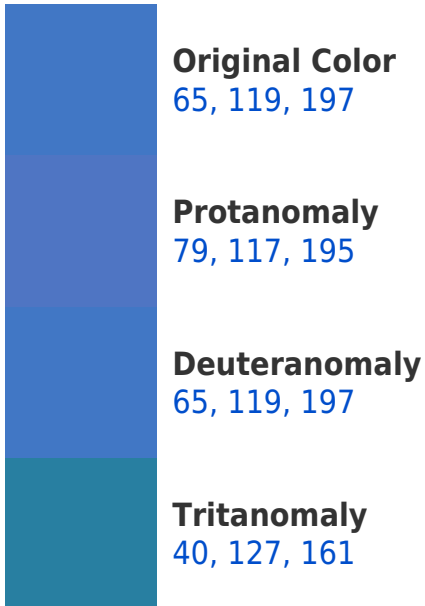 Original Color
65, 119, 197
Protanomaly
79, 117, 195
Deuteranomaly
65, 119, 197
Tritanomaly
40, 127, 161